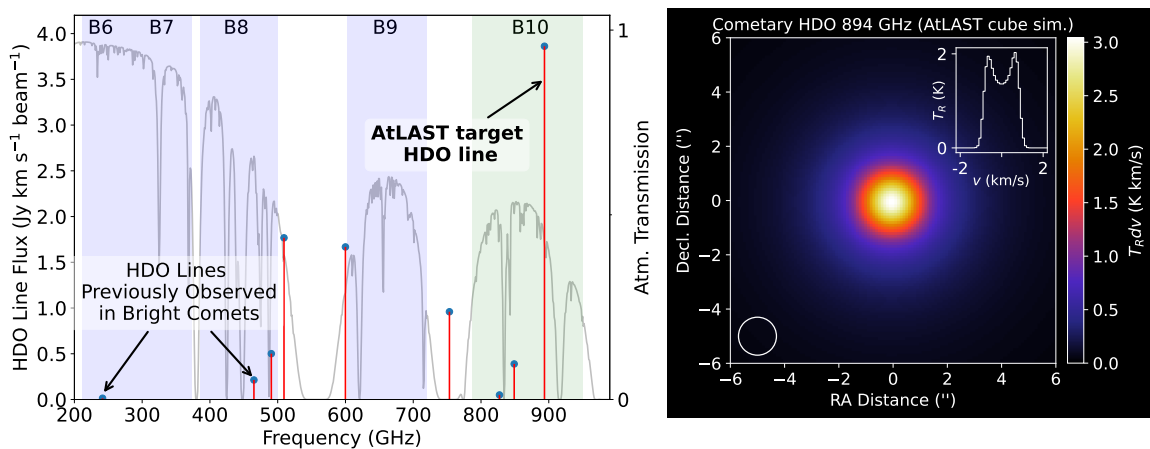 B6 B7 B8 B9 B10
4.0
3.5
3.0
2.5
2.0
1.5
1.0
0.5
0.0
HDO Line Flux (Jy km s⁻¹ beam⁻¹)
AtLAST target
HDO line
HDO Lines
Previously Observed
in Bright Comets
200 300 400 500 600 700 800 900
Frequency (GHz)
1
0
Atm. Transmission
Cometary HDO 894 GHz (AtLAST cube sim.)
6
4
2
0
−2
−4
−6
Decl. Distance ('')
−6 −4 −2 0 2 4 6
RA Distance ('')
2
0
T_R (K)
-2 2
v (km/s)
3.0
2.5
2.0
1.5
1.0
0.5
0.0
T_Rdv (K km/s)